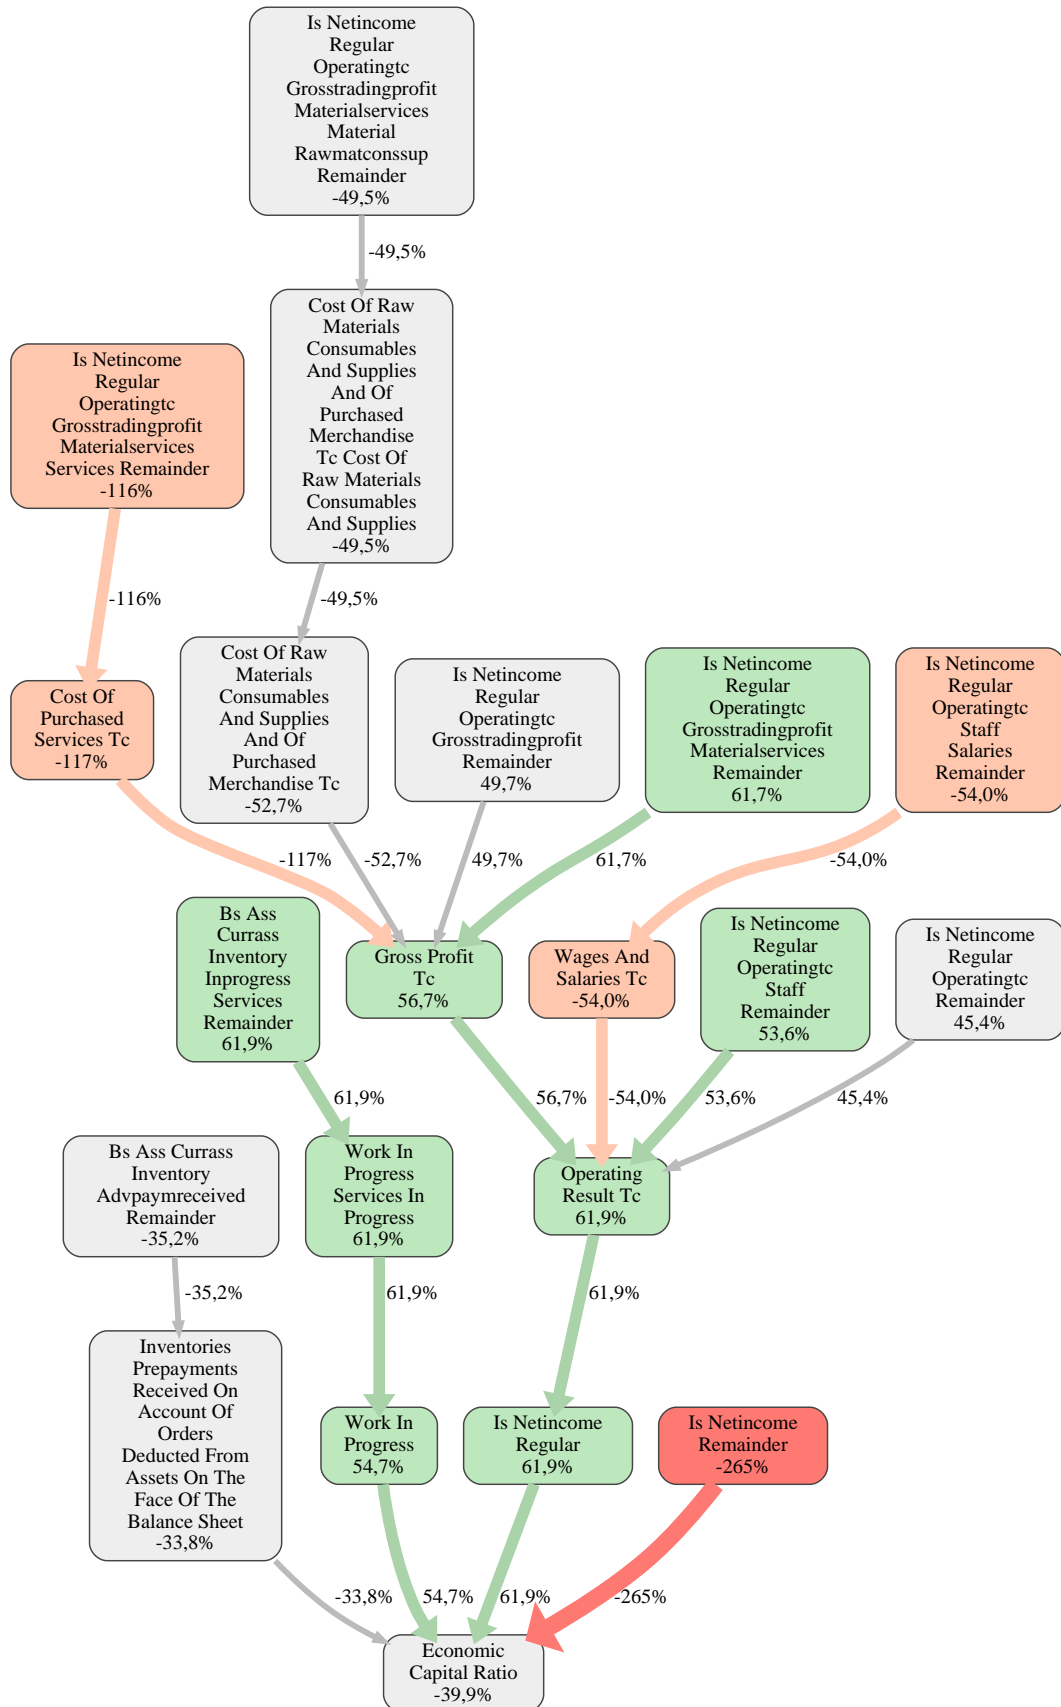 Is Netincome
Regular
Operatingtc
Grosstradingprofit
Materialservices
Material
Rawmatconssup
Remainder
-49,5%
-49,5%
Cost Of Raw
Materials
Consumables
And Supplies
And Of
Purchased
Merchandise
Tc Cost Of
Raw Materials
Consumables
And Supplies
-49,5%
Is Netincome
Regular
Operatingtc
Grosstradingprofit
Materialservices
Services Remainder
-116%
-116%
-49,5%
Cost Of
Purchased
Services Tc
-117%
Cost Of Raw
Materials
Consumables
And Supplies
And Of
Purchased
Merchandise Tc
-52,7%
Is Netincome
Regular
Operatingtc
Grosstradingprofit
Remainder
49,7%
Is Netincome
Regular
Operatingtc
Grosstradingprofit
Materialservices
Remainder
61,7%
Is Netincome
Regular
Operatingtc
Staff
Salaries
Remainder
-54,0%
-117%
-52,7%
49,7%
61,7%
-54,0%
Bs Ass
Currass
Inventory
Inprogress
Services
Remainder
61,9%
Gross Profit
Tc
56,7%
Wages And
Salaries Tc
-54,0%
Is Netincome
Regular
Operatingtc
Staff
Remainder
53,6%
Is Netincome
Regular
Operatingtc
Remainder
45,4%
61,9%
56,7%
-54,0%
53,6%
45,4%
Bs Ass Currass
Inventory
Advpaymreceived
Remainder
-35,2%
Work In
Progress
Services In
Progress
61,9%
Operating
Result Tc
61,9%
-35,2%
61,9%
61,9%
Inventories
Prepayments
Received On
Account Of
Orders
Deducted From
Assets On The
Face Of The
Balance Sheet
-33,8%
Work In
Progress
54,7%
Is Netincome
Regular
61,9%
Is Netincome
Remainder
-265%
-33,8%
54,7%
61,9%
-265%
Economic
Capital Ratio
-39,9%